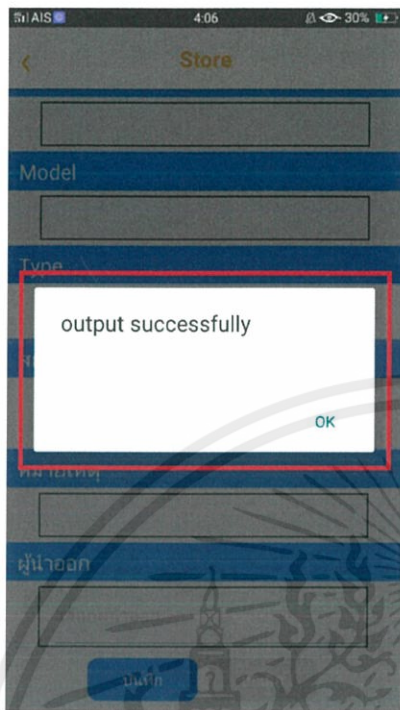 AIS 4:06 30%
Store
Model
Type
output successfully
OK
หมายเหตุ
ผู้นำออก
บันทึก